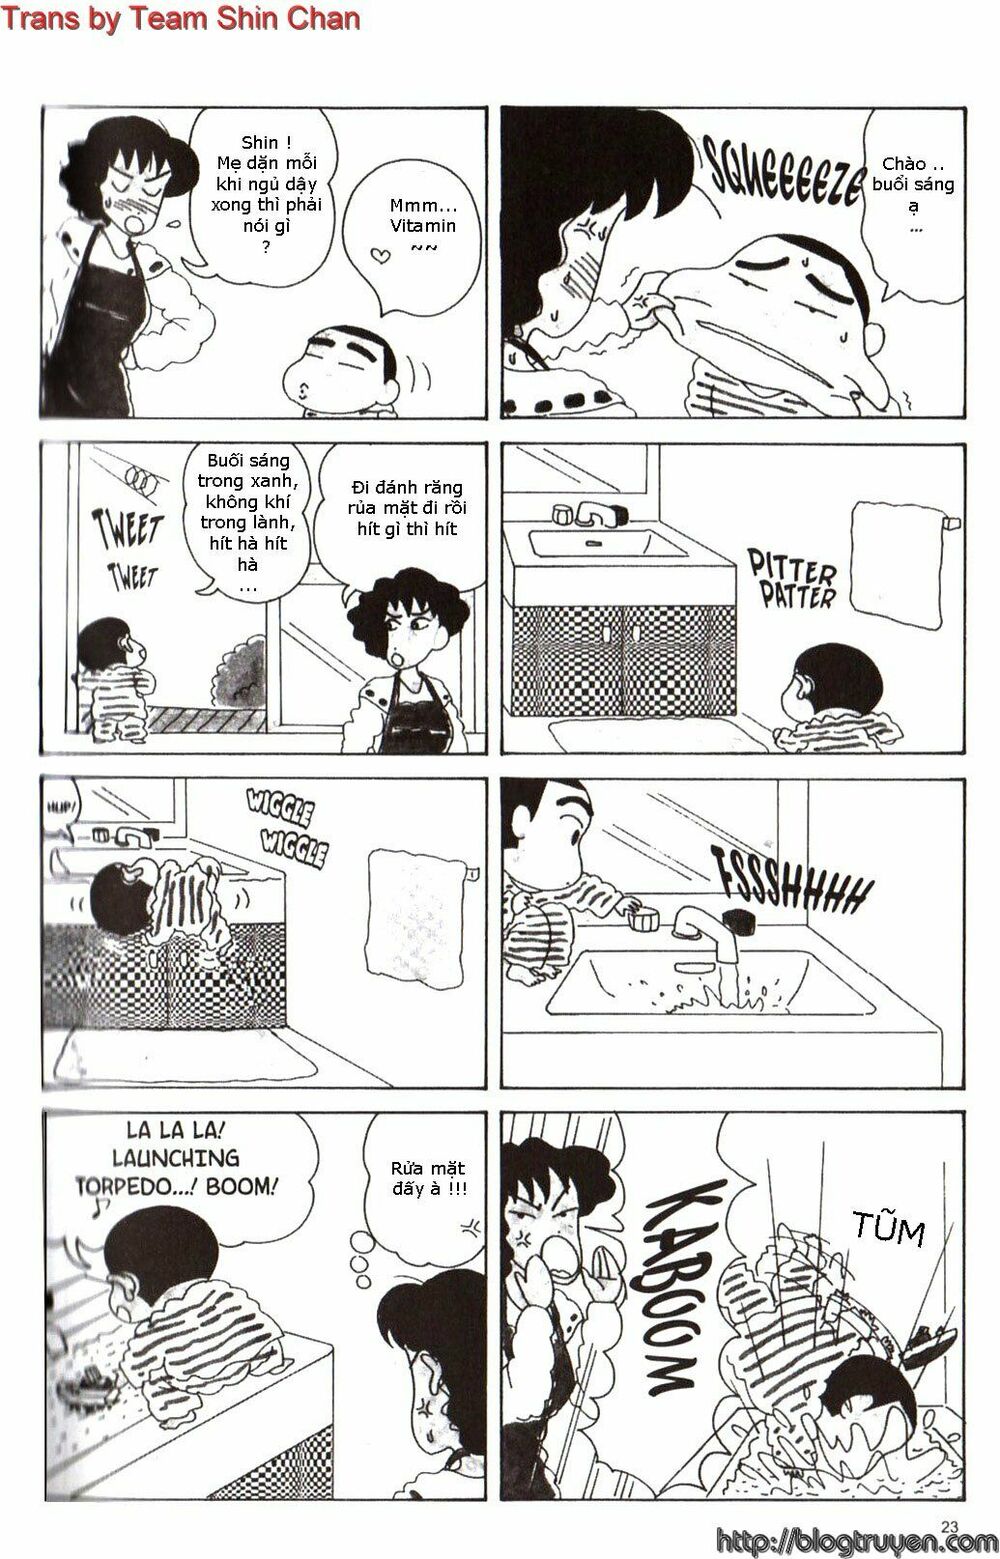 Trans by Team Shin Chan
Shin !
Mẹ dặn mỗi
khi ngủ dậy
xong thì phải
nói gì
?
Mmm...
Vitamin
~~
SQUEEEEZE
Chào ..
buổi sáng
ạ
...
TWEET
TWEET
Buổi sáng
trong xanh,
không khí
trong lành,
hít hà hít
hà
...
Đi đánh răng
rủa mặt đi rồi
hít gì thì hít
PITTER
PATTER
HUP!
WIGGLE
WIGGLE
FSSSHHHH
LA LA LA!
LAUNCHING
TORPEDO...! BOOM!
Rửa mặt
đấy à !!!
KABOOM
TŨM
23
http://blogtruyen.com